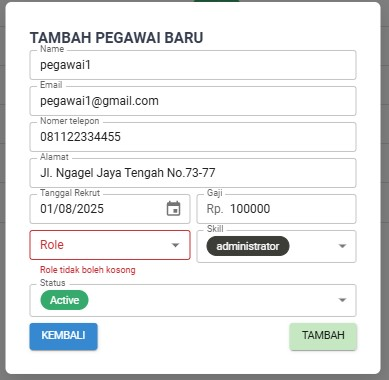 TAMBAH PEGAWAI BARU
Name
pegawai1
Email
pegawai1@gmail.com
Nomer telepon
081122334455
Alamat
Jl. Ngagel Jaya Tengah No.73-77
Tanggal Rekrut
01/08/2025
Gaji
Rp. 100000
Role
Skill
administrator
Role tidak boleh kosong
Status
Active
KEMBALI
TAMBAH